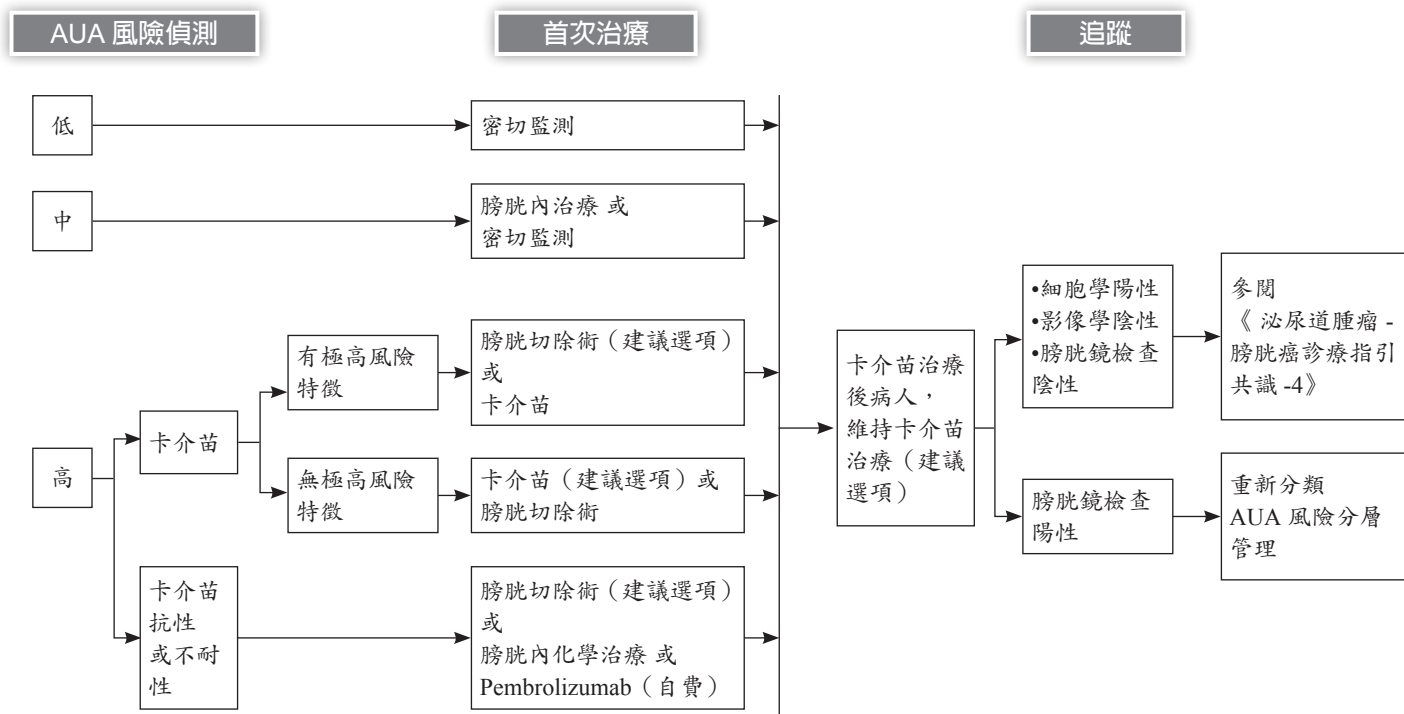 AUA 風險偵測
首次治療
追蹤
低
密切監測
中
膀胱內治療 或
密切監測
高
卡介苗
有極高風險
特徵
膀胱切除術（建議選項）
或
卡介苗
無極高風險
特徵
卡介苗（建議選項）或
膀胱切除術
卡介苗
抗性
或不耐
性
膀胱切除術（建議選項）
或
膀胱內化學治療 或
Pembrolizumab（自費）
卡介苗治療
後病人，
維持卡介苗
治療（建議
選項）
•細胞學陽性
•影像學陰性
•膀胱鏡檢查
陰性
參閱
《 泌尿道腫瘤 -
膀胱癌診療指引
共識 -4》
膀胱鏡檢查
陽性
重新分類
AUA 風險分層
管理